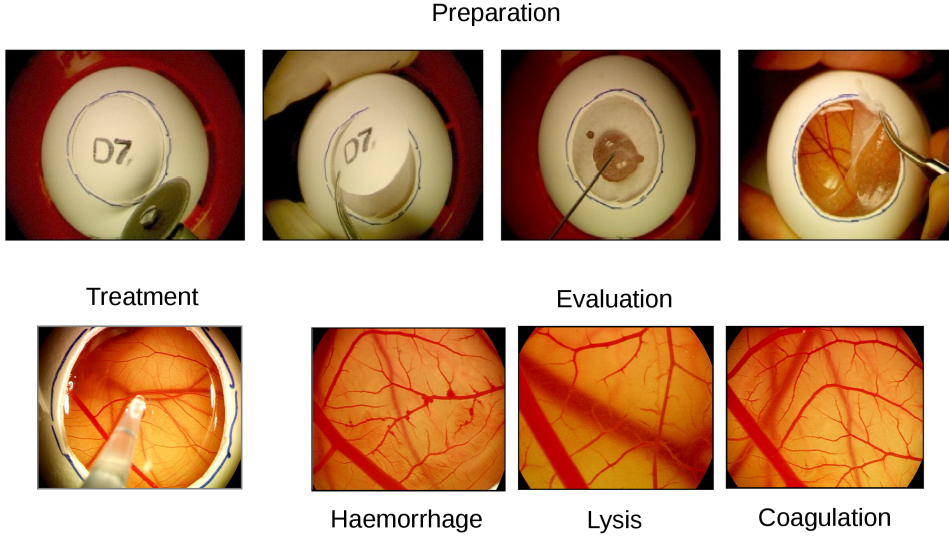 Preparation
D7
D7
Treatment
Evaluation
Haemorrhage
Lysis
Coagulation